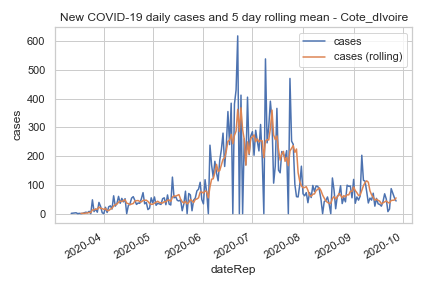 New COVID-19 daily cases and 5 day rolling mean - Cote_dIvoire
cases
cases (rolling)
600
500
400
300
200
100
0
cases
2020-04
2020-05
2020-06
2020-07
2020-08
2020-09
2020-10
dateRep